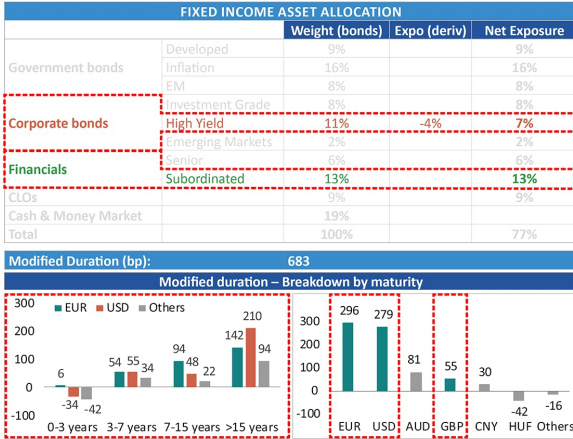 FIXED INCOME ASSET ALLOCATION
Weight (bonds) Expo (deriv) Net Exposure
Government bonds
Developed 9% 9%
Inflation 16% 16%
EM 8% 8%
Corporate bonds
Investment Grade 8% 8%
High Yield 11% -4% 7%
Emerging Markets 2% 2%
Financials
Senior 6% 6%
Subordinated 13% 13%
CLOs 9% 9%
Cash & Money Market 19%
Total 100% 77%
Modified Duration (bp): 683
Modified duration – Breakdown by maturity
300
200
100
0
-100
EUR USD Others
6 -34 -42
54 55 34
94 48 22
142 210 94
0-3 years 3-7 years 7-15 years >15 years
300
200
100
0
-100
296 279 81 55 30 -42 -16
EUR USD AUD GBP CNY HUF Others